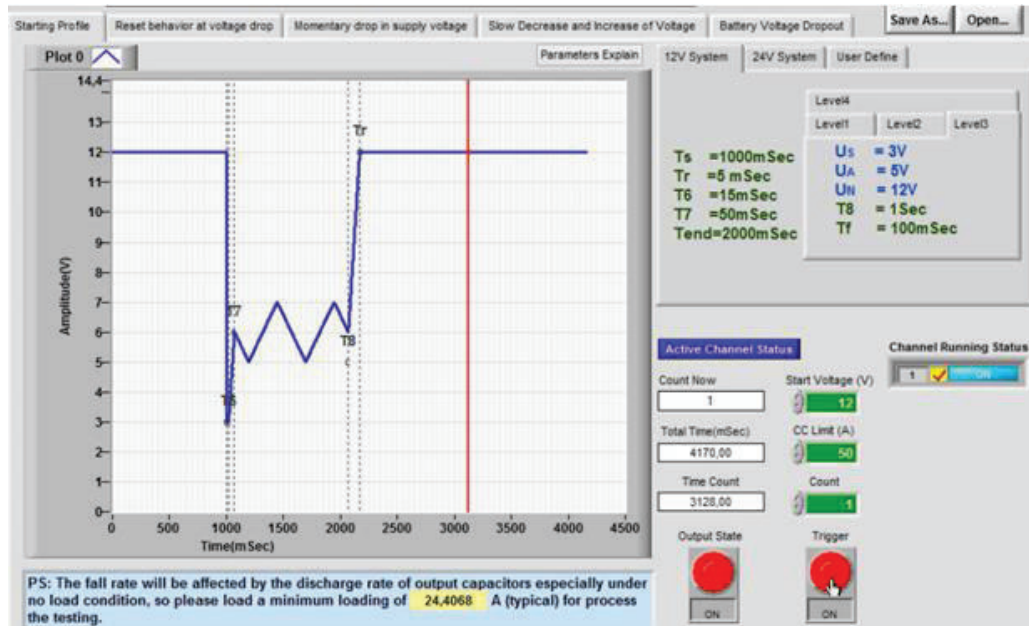 Starting Profile
Reset behavior at voltage drop
Momentary drop in supply voltage
Slow Decrease and Increase of Voltage
Battery Voltage Dropout
Save As...
Open...
Plot 0
Parameters Explain
14,4
13
12
11
10
9
8
7
6
5
4
3
2
1
0
Amplitude(V)
T7
T8
Tr
0
500
1000
1500
2000
2500
3000
3500
4000
4500
Time(mSec)
12V System
24V System
User Define
Level4
Level1
Level2
Level3
Ts =1000mSec
Tr =5 mSec
T6 =15mSec
T7 =50mSec
Tend=2000mSec
Us = 3V
UA = 5V
UN = 12V
T8 = 1Sec
Tf = 100mSec
Active Channel Status
Channel Running Status
1
ON
Count Now
1
Start Voltage (V)
12
Total Time(mSec)
4170,00
CC Limit (A)
50
Time Count
3128,00
Count
1
Output State
ON
Trigger
ON
PS: The fall rate will be affected by the discharge rate of output capacitors especially under
no load condition, so please load a minimum loading of 24,4068 A (typical) for process
the testing.